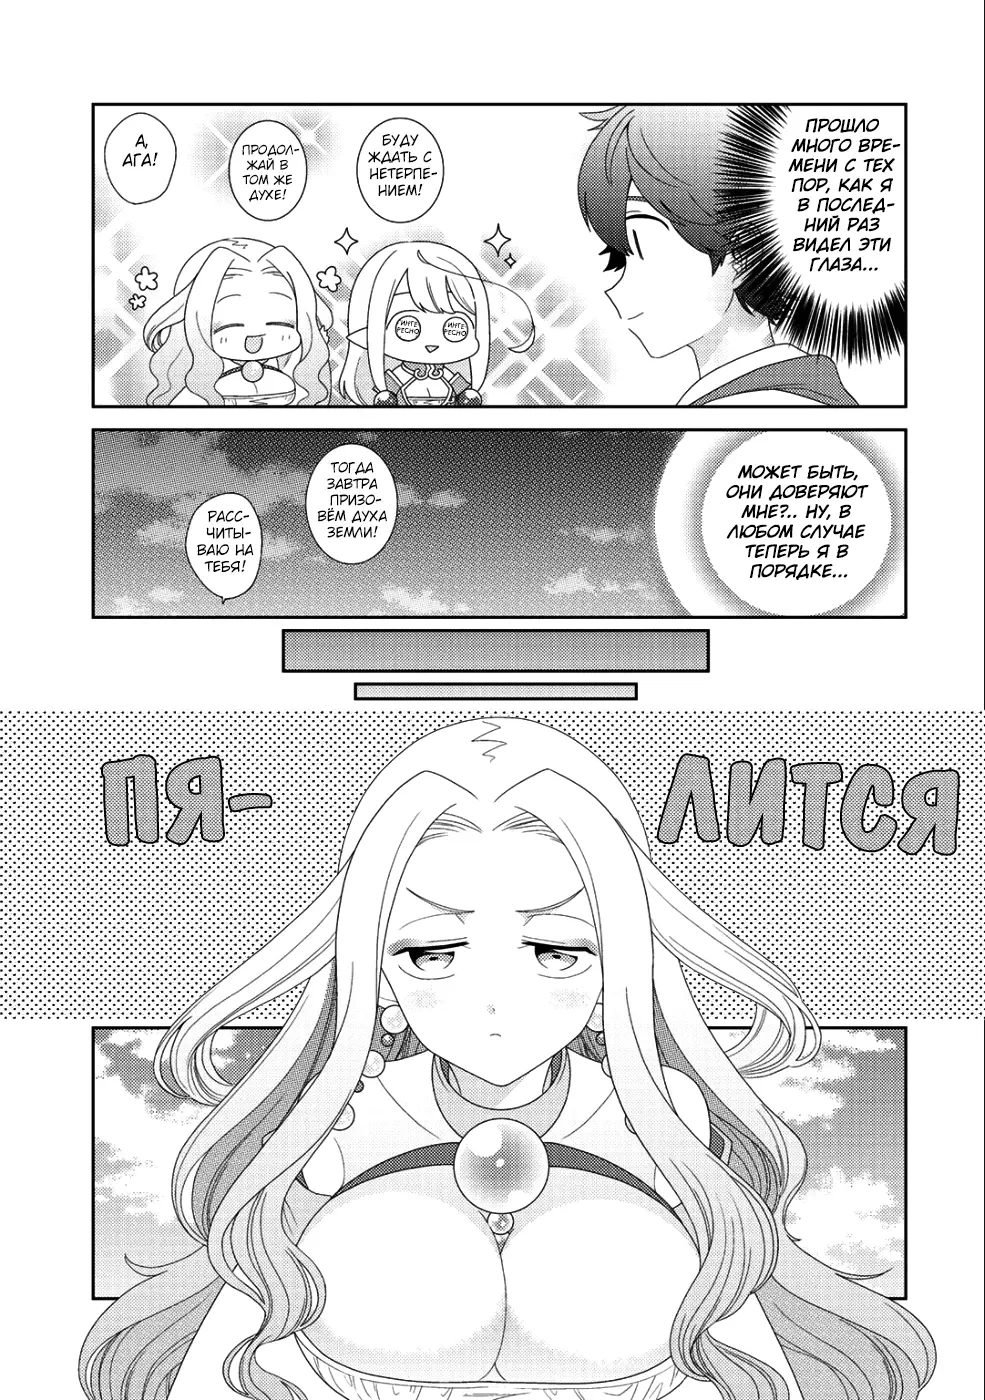 А,
АГА!
ПРОДОЛ-
ЖАЙ В
ТОМ ЖЕ
ДУХЕ!
БУДУ
ЖДАТЬ С
НЕТЕРПЕ-
НИЕМ!
ИНТЕ
РЕСНО
ИНТЕ
РЕСНО
ПРОШЛО
МНОГО ВРЕ-
МЕНИ С ТЕХ
ПОР, КАК Я
В ПОСЛЕД-
НИЙ РАЗ
ВИДЕЛ ЭТИ
ГЛАЗА...
РАСС-
ЧИТЫ-
ВАЮ НА
ТЕБЯ!
ТОГДА
ЗАВТРА
ПРИЗО-
ВЁМ ДУХА
ЗЕМЛИ!
МОЖЕТ БЫТЬ,
ОНИ ДОВЕРЯЮТ
МНЕ?.. НУ, В
ЛЮБОМ СЛУЧАЕ
ТЕПЕРЬ Я В
ПОРЯДКЕ...
ПЯ-
ЛИТСЯ